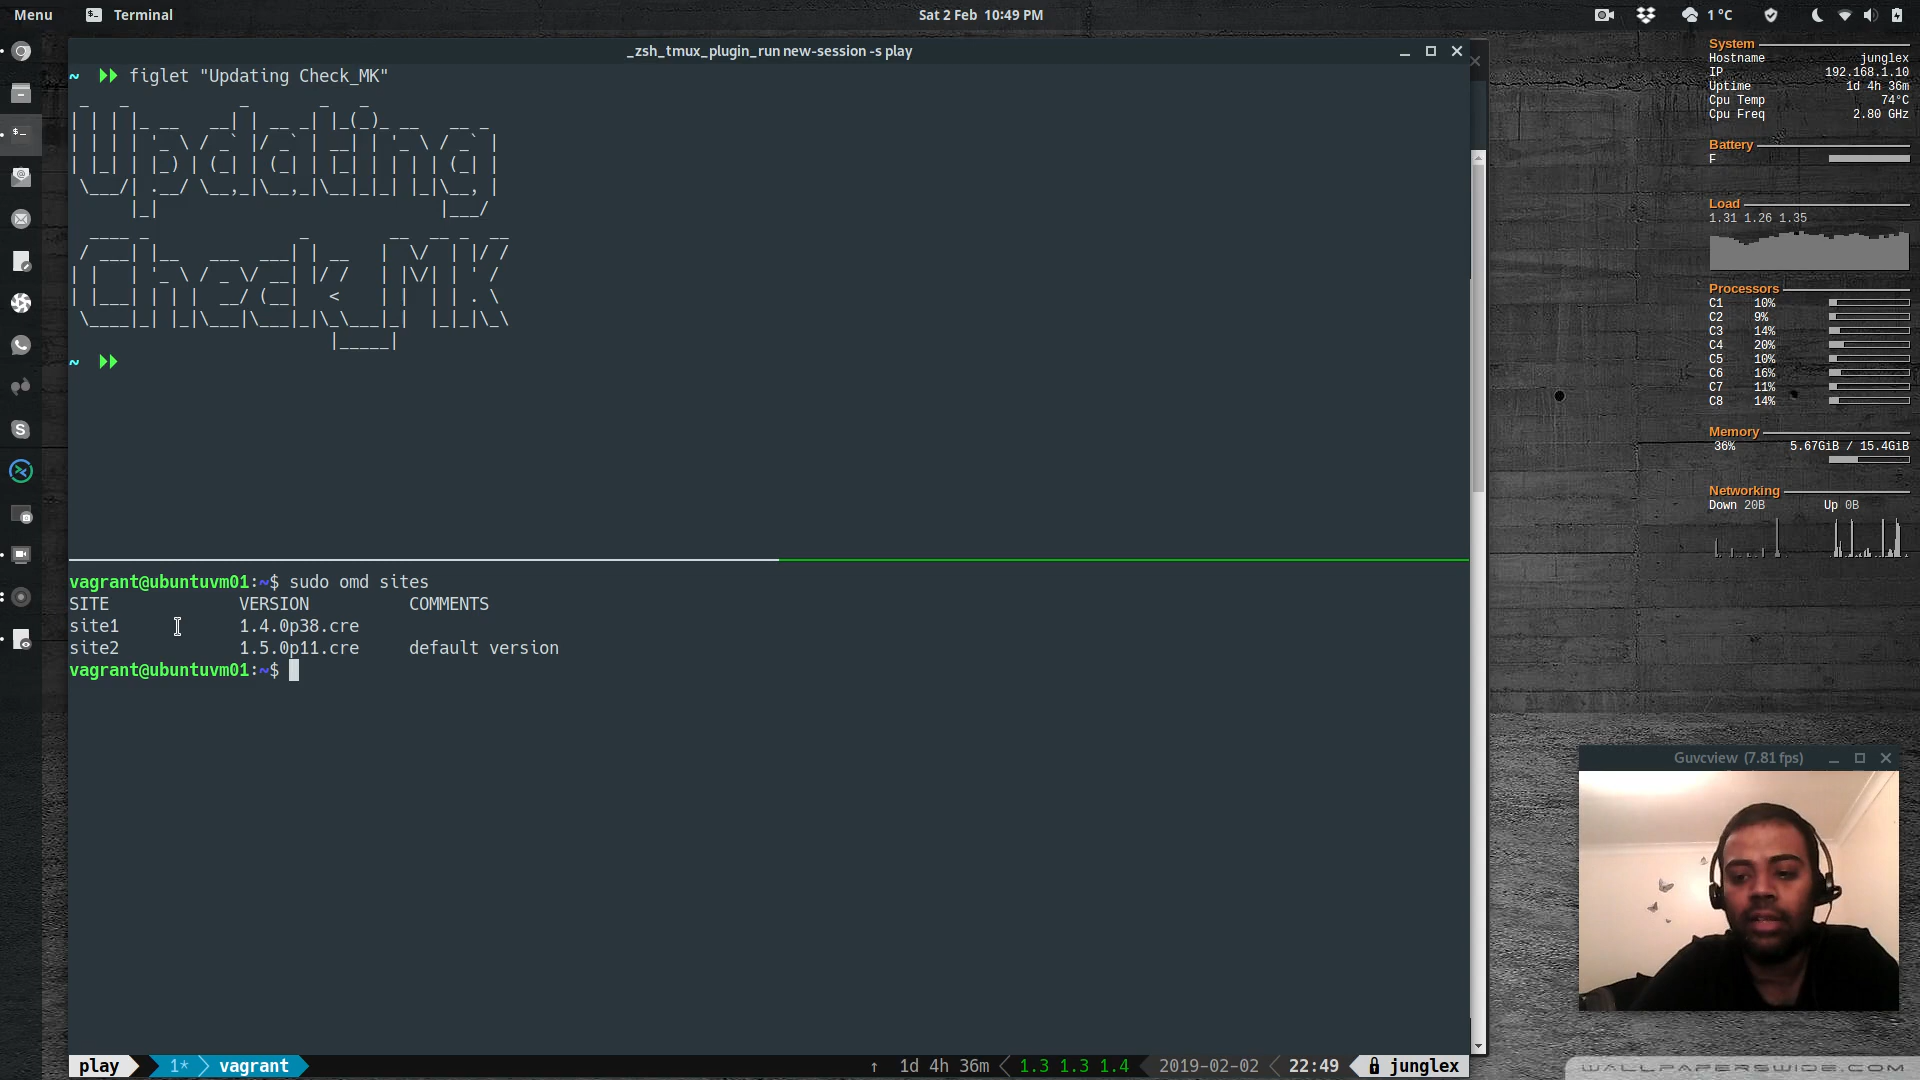 Menu
Terminal
Sat 2 Feb 10:49 PM
1 °C
_zsh_tmux_plugin_run new-session -s play
~ figlet "Updating Check_MK"
Updating
Check_MK
~
vagrant@ubuntuvm01:~$ sudo omd sites
SITE VERSION COMMENTS
site1 1.4.0p38.cre
site2 1.5.0p11.cre default version
vagrant@ubuntuvm01:~$
play 1* vagrant
↑ 1d 4h 36m 1.3 1.3 1.4 2019-02-02 22:49 junglex
System
Hostname junglex
IP 192.168.1.10
Uptime 1d 4h 36m
Cpu Temp 74°C
Cpu Freq 2.80 GHz
Battery
F
Load
1.31 1.26 1.35
Processors
C1 10%
C2 9%
C3 14%
C4 20%
C5 10%
C6 16%
C7 11%
C8 14%
Memory
36% 5.67GiB / 15.4GiB
Networking
Down 20B Up 0B
Guvcview (7.81 fps)
WALLPAPERSWIDE.COM